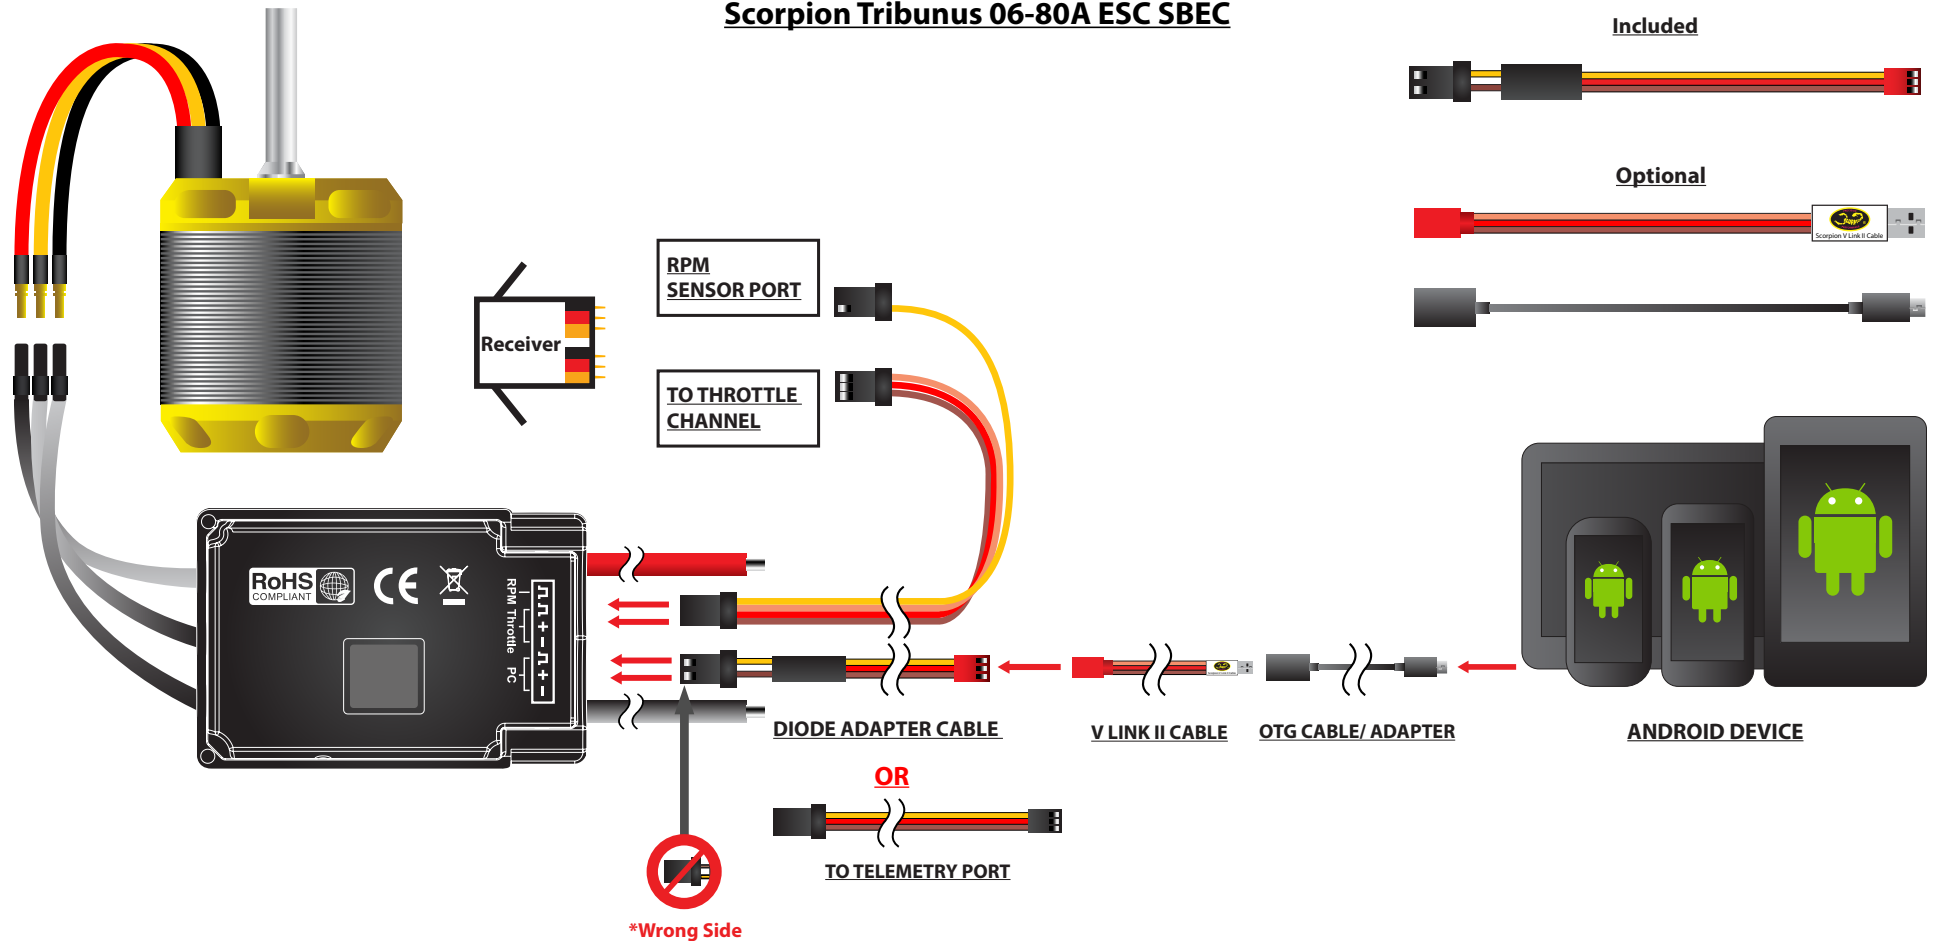 Scorpion Tribunus 06-80A ESC SBEC
Included
Optional
Scorpion V Link II Cable
RPM
SENSOR PORT
Receiver
TO THROTTLE
CHANNEL
RoHS
COMPLIANT
CE
RPM Throttle
PC
DIODE ADAPTER CABLE
V LINK II CABLE
OTG CABLE/ ADAPTER
ANDROID DEVICE
OR
TO TELEMETRY PORT
*Wrong Side